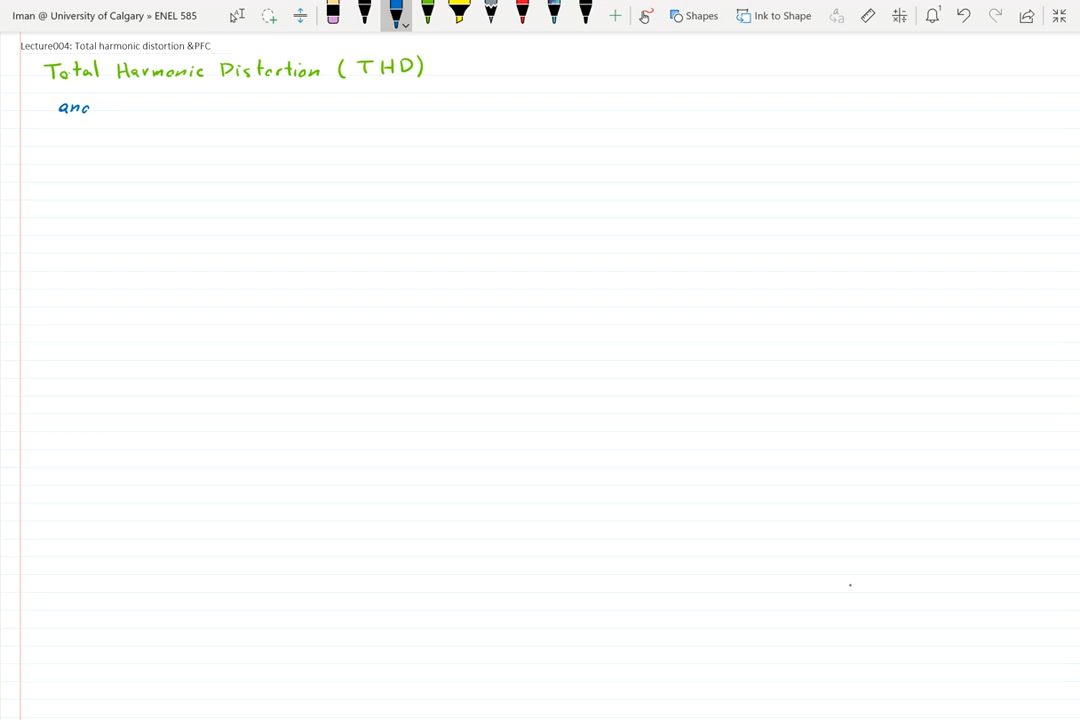 Iman @ University of Calgary » ENEL 585
Shapes
Ink to Shape
Lecture004: Total harmonic distortion &PFC
Total Harmonic Distortion ( THD)
anc